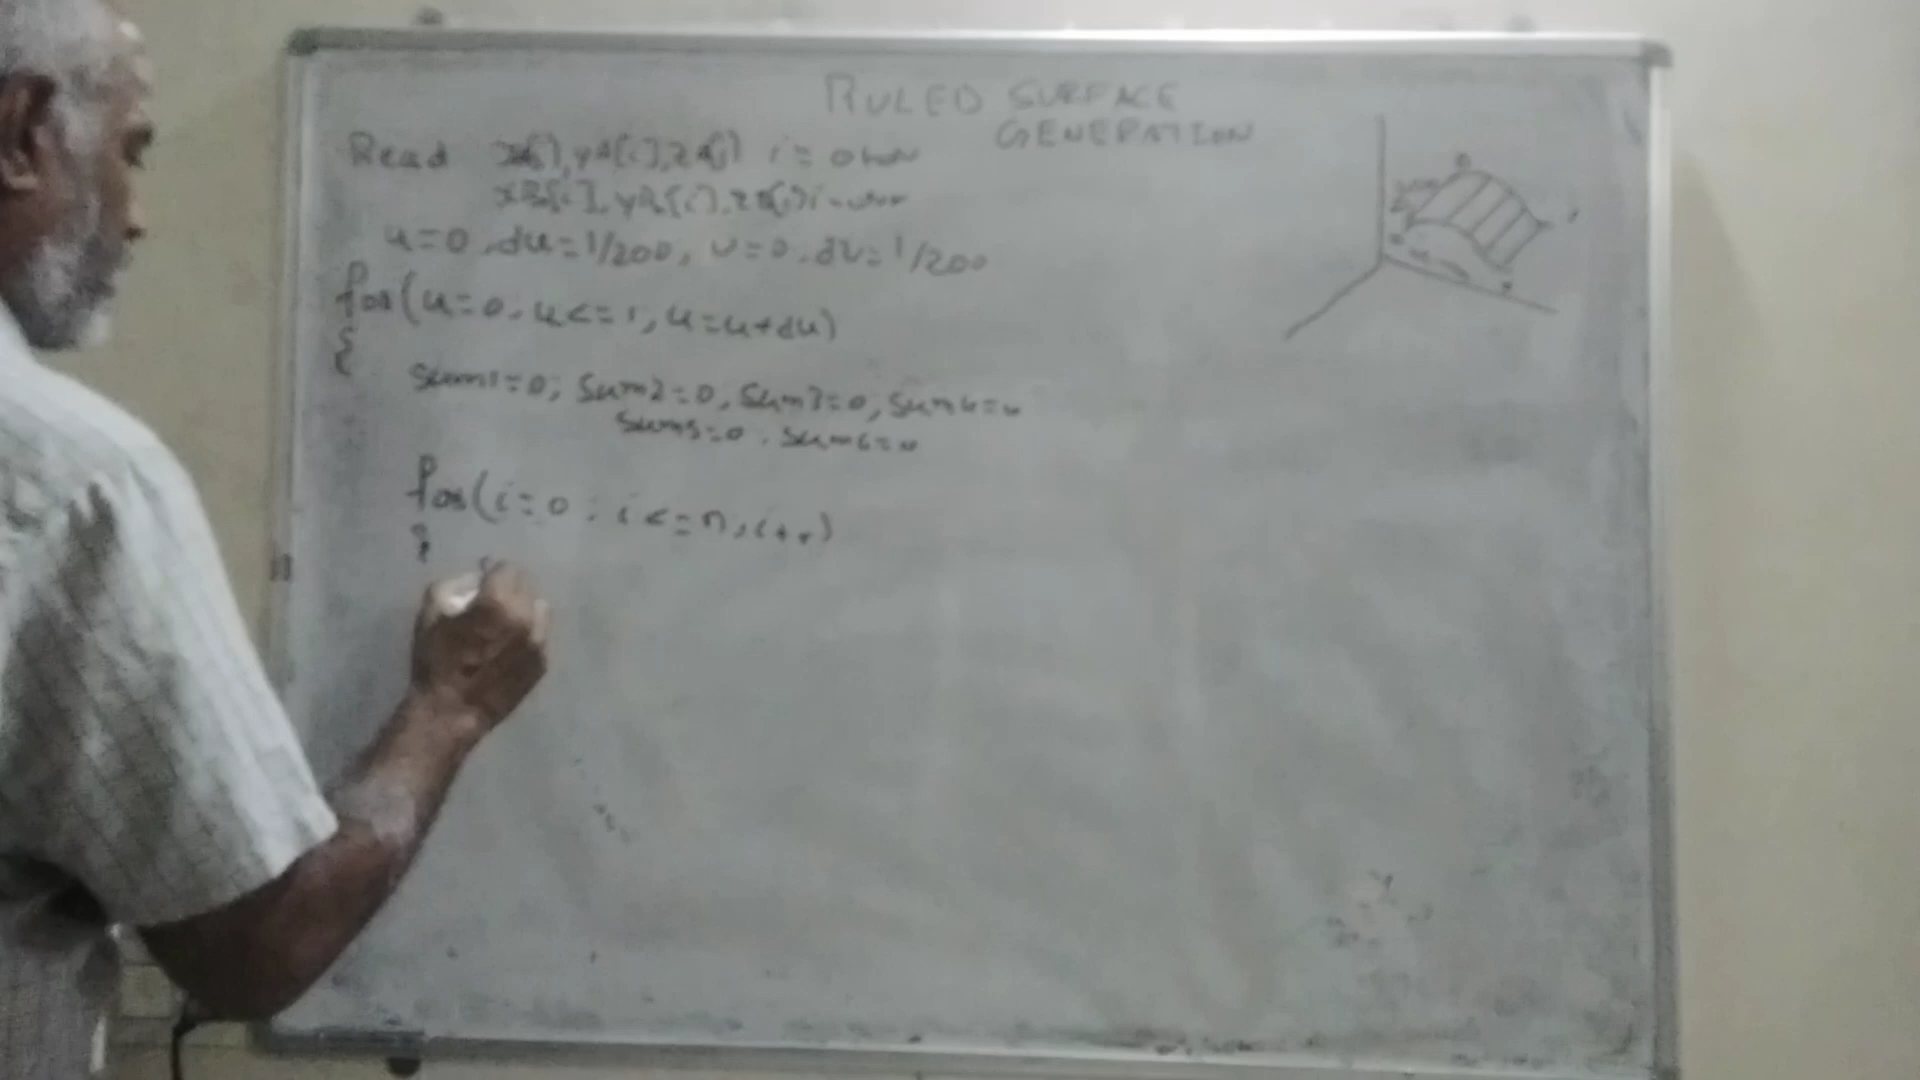 RULED SURFACE
GENERATION
Read xA[i], yA[i], zA[i] i=0 to n
xB[i], yB[i], zB[i] i=0 to n
u=0, du=1/200, v=0, dv=1/200
for(u=0, u<=1, u=u+du)
{
sum1=0; sum2=0, sum3=0, sum4=0
sum5=0, sum6=0
for(i=0; i<=n, i++)
{